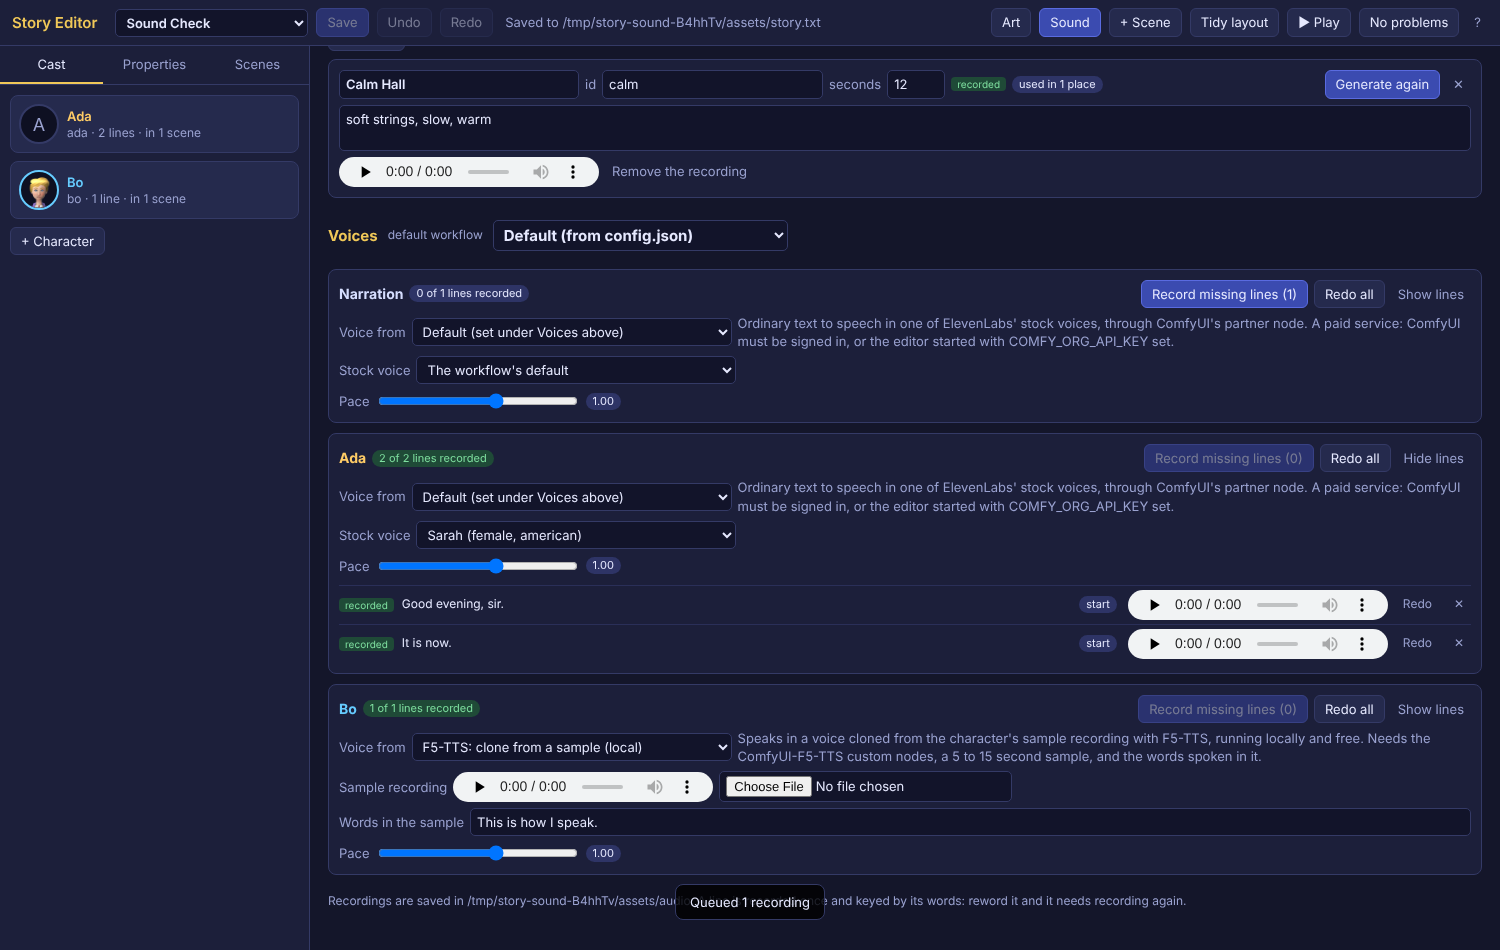 Story Editor
Sound Check
Save
Undo
Redo
Saved to /tmp/story-sound-B4hhTv/assets/story.txt
Art
Sound
+ Scene
Tidy layout
▶ Play
No problems
?
Cast
Properties
Scenes
A
Ada
ada · 2 lines · in 1 scene
Bo
bo · 1 line · in 1 scene
+ Character
Calm Hall
id
calm
seconds
12
recorded
used in 1 place
Generate again
×
soft strings, slow, warm
0:00 / 0:00
Remove the recording
Voices
default workflow
Default (from config.json)
Narration
0 of 1 lines recorded
Record missing lines (1)
Redo all
Show lines
Voice from
Default (set under Voices above)
Ordinary text to speech in one of ElevenLabs' stock voices, through ComfyUI's partner node. A paid service: ComfyUI
must be signed in, or the editor started with COMFY_ORG_API_KEY set.
Stock voice
The workflow's default
Pace
1.00
Ada
2 of 2 lines recorded
Record missing lines (0)
Redo all
Hide lines
Voice from
Default (set under Voices above)
Ordinary text to speech in one of ElevenLabs' stock voices, through ComfyUI's partner node. A paid service: ComfyUI
must be signed in, or the editor started with COMFY_ORG_API_KEY set.
Stock voice
Sarah (female, american)
Pace
1.00
recorded
Good evening, sir.
start
0:00 / 0:00
Redo
×
recorded
It is now.
start
0:00 / 0:00
Redo
×
Bo
1 of 1 lines recorded
Record missing lines (0)
Redo all
Show lines
Voice from
F5-TTS: clone from a sample (local)
Speaks in a voice cloned from the character's sample recording with F5-TTS, running locally and free. Needs the
ComfyUI-F5-TTS custom nodes, a 5 to 15 second sample, and the words spoken in it.
Sample recording
0:00 / 0:00
Choose File
No file chosen
Words in the sample
This is how I speak.
Pace
1.00
Recordings are saved in /tmp/story-sound-B4hhTv/assets/
and keyed by its words: reword it and it needs recording again.
Queued 1 recording